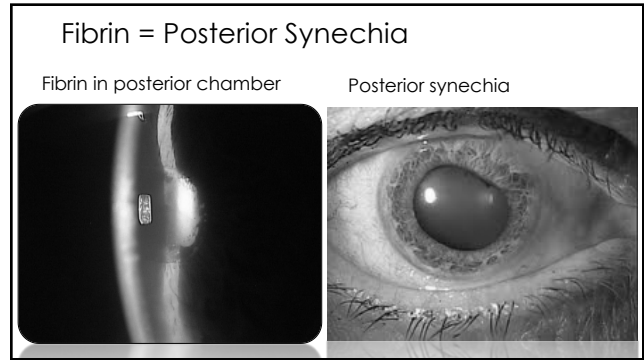 Fibrin = Posterior Synechia
Fibrin in posterior chamber
Posterior synechia